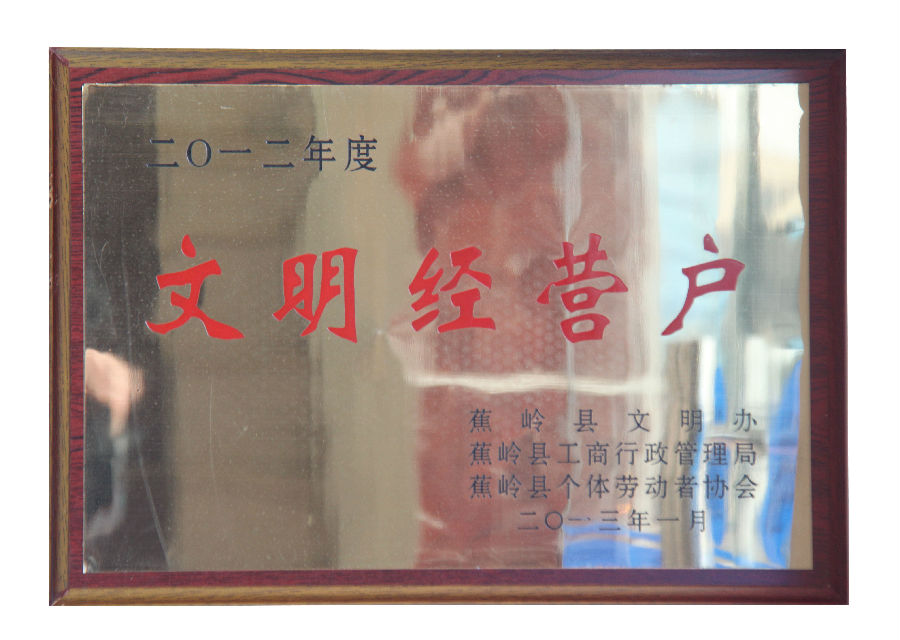 二〇一二年度
文明经营户
蕉岭县文明办
蕉岭县工商行政管理局
蕉岭县个体劳动者协会
二〇一三年一月